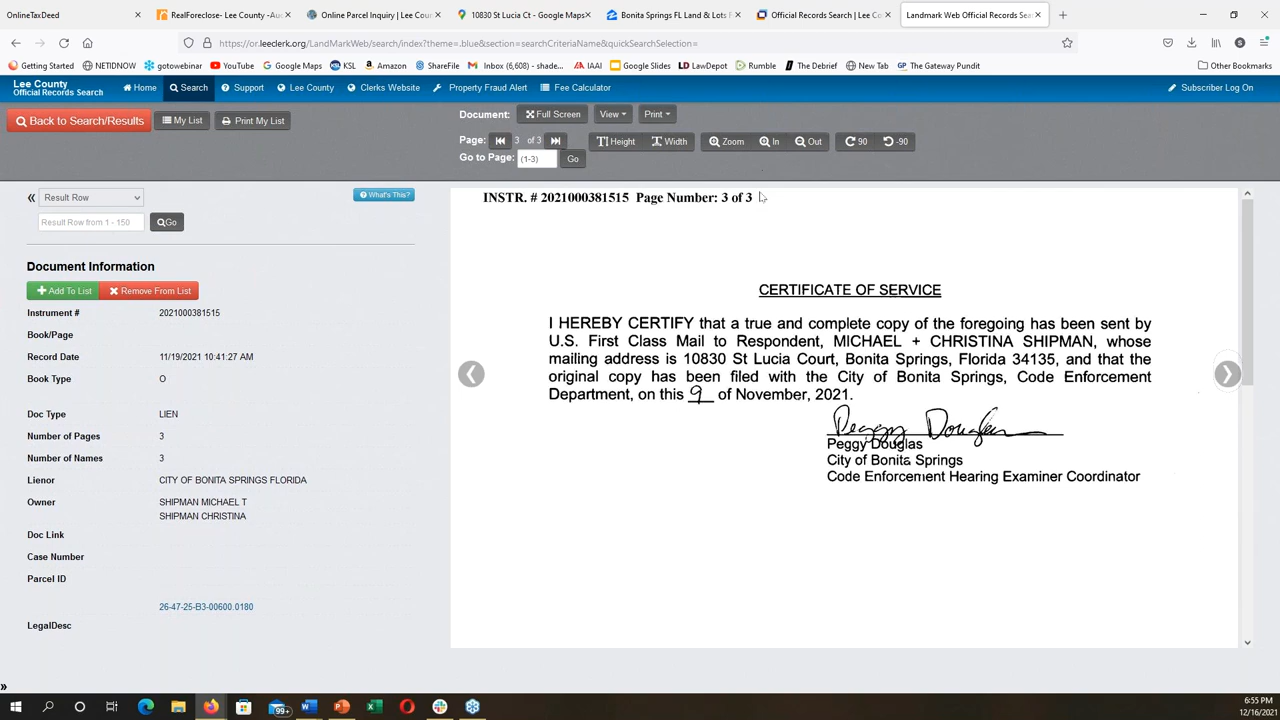 OnlineTaxDeed
RealForeclose- Lee County -Auc
Online Parcel Inquiry | Lee Coun
10830 St Lucia Ct - Google Maps
Bonita Springs FL Land & Lots F
Official Records Search | Lee C
Landmark Web Official Records Sea
https://or.leeclerk.org/LandMarkWeb/search/index?theme=.blue&section=searchCriteriaName&quickSearchSelection=
Getting Started
NETIDNOW
gotowebinar
YouTube
Google Maps
KSL
Amazon
ShareFile
Inbox (6,608) - shade...
IAAI
Google Slides
LD LawDepot
Rumble
The Debrief
New Tab
The Gateway Pundit
Other Bookmarks
Lee County
Official Records Search
Home
Search
Support
Lee County
Clerks Website
Property Fraud Alert
Fee Calculator
Subscriber Log On
Back to Search/Results
My List
Print My List
Document:
Full Screen
View
Print
Page:
3 of 3
Height
Width
Zoom
In
Out
90
-90
Go to Page:
(1-3)
Go
Result Row
What's This?
Result Row from 1 - 150
Go
Document Information
Add To List
Remove From List
Instrument # 2021000381515
Book/Page
Record Date 11/19/2021 10:41:27 AM
Book Type O
Doc Type LIEN
Number of Pages 3
Number of Names 3
Lienor CITY OF BONITA SPRINGS FLORIDA
Owner SHIPMAN MICHAEL T
SHIPMAN CHRISTINA
Doc Link
Case Number
Parcel ID
26-47-25-B3-00600.0180
LegalDesc
INSTR. # 2021000381515 Page Number: 3 of 3
CERTIFICATE OF SERVICE
I HEREBY CERTIFY that a true and complete copy of the foregoing has been sent by
U.S. First Class Mail to Respondent, MICHAEL + CHRISTINA SHIPMAN, whose
mailing address is 10830 St Lucia Court, Bonita Springs, Florida 34135, and that the
original copy has been filed with the City of Bonita Springs, Code Enforcement
Department, on this 9 of November, 2021.
Peggy Douglas
Peggy Douglas
City of Bonita Springs
Code Enforcement Hearing Examiner Coordinator
99+
6:55 PM
12/16/2021